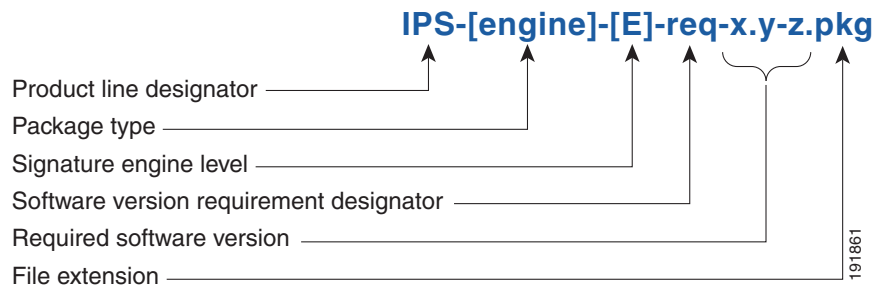 IPS-[engine]-[E]-req-x.y-z.pkg
Product line designator
Package type
Signature engine level
Software version requirement designator
Required software version
File extension
191861